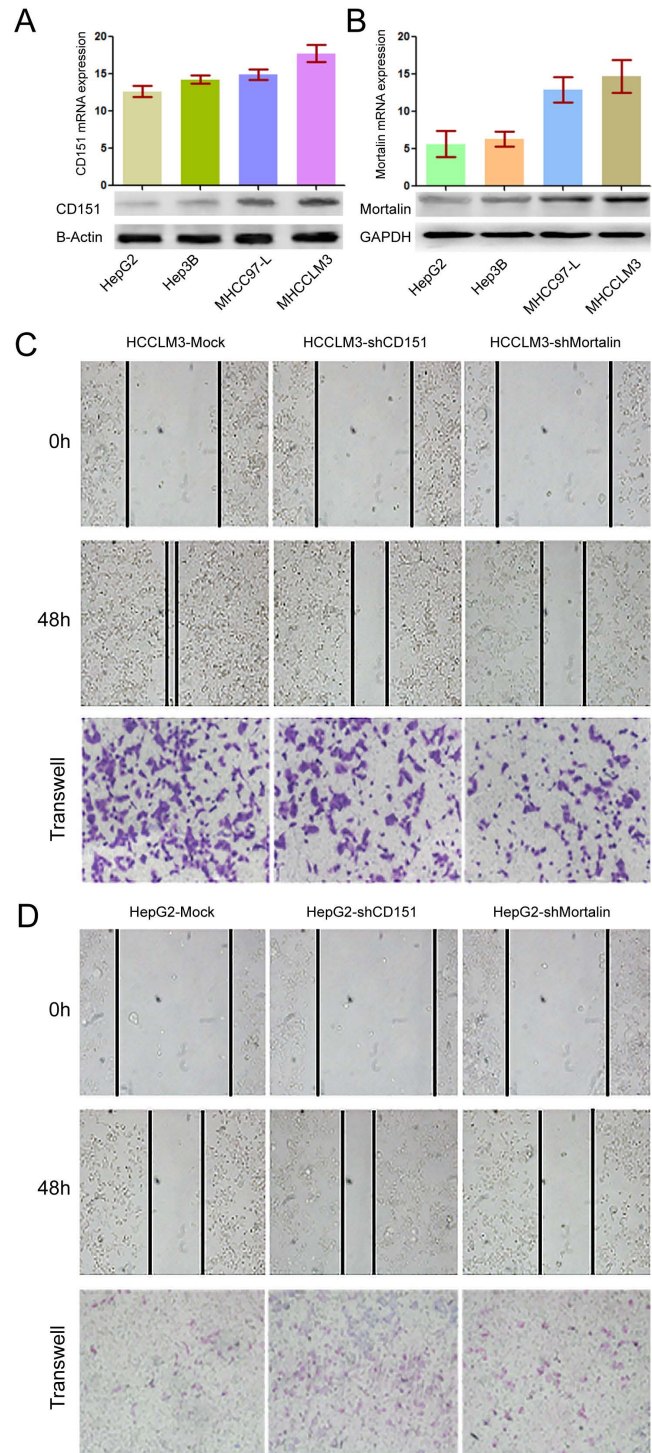 A
CD151 mRNA expression
20
15
10
5
0
CD151
B-Actin
HepG2
Hep3B
MHCC97-L
MHCCLM3
B
Mortalin mRNA expression
20
15
10
5
0
Mortalin
GAPDH
HepG2
Hep3B
MHCC97-L
MHCCLM3
C
HCCLM3-Mock
HCCLM3-shCD151
HCCLM3-shMortalin
0h
48h
Transwell
D
HepG2-Mock
HepG2-shCD151
HepG2-shMortalin
0h
48h
Transwell